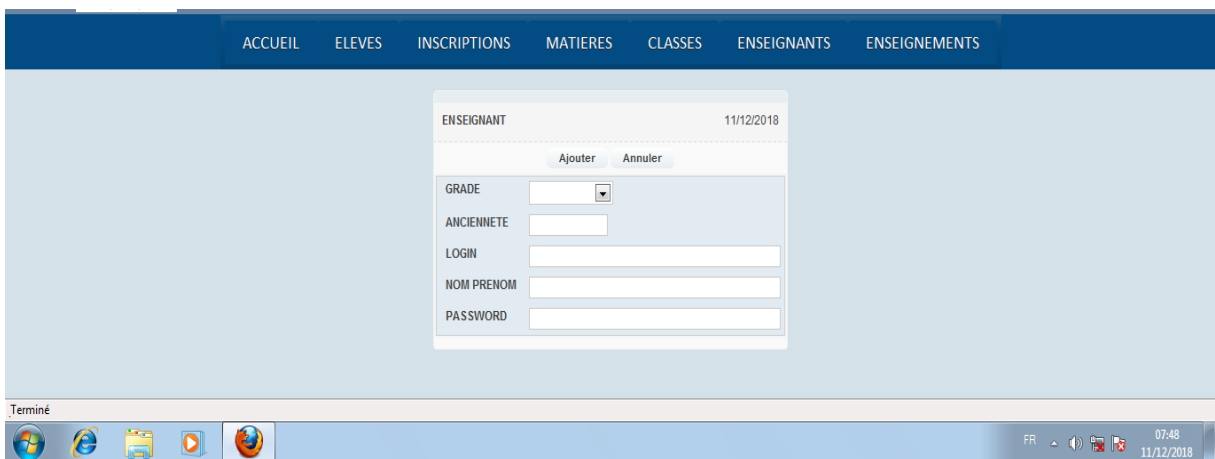 ACCUEIL ELEVES INSCRIPTIONS MATIERES CLASSES ENSEIGNANTS ENSEIGNEMENTS
ENSEIGNANT 11/12/2018
Ajouter Annuler
GRADE
ANCIENNETE
LOGIN
NOM PRENOM
PASSWORD
Terminé
FR 07:48
11/12/2018